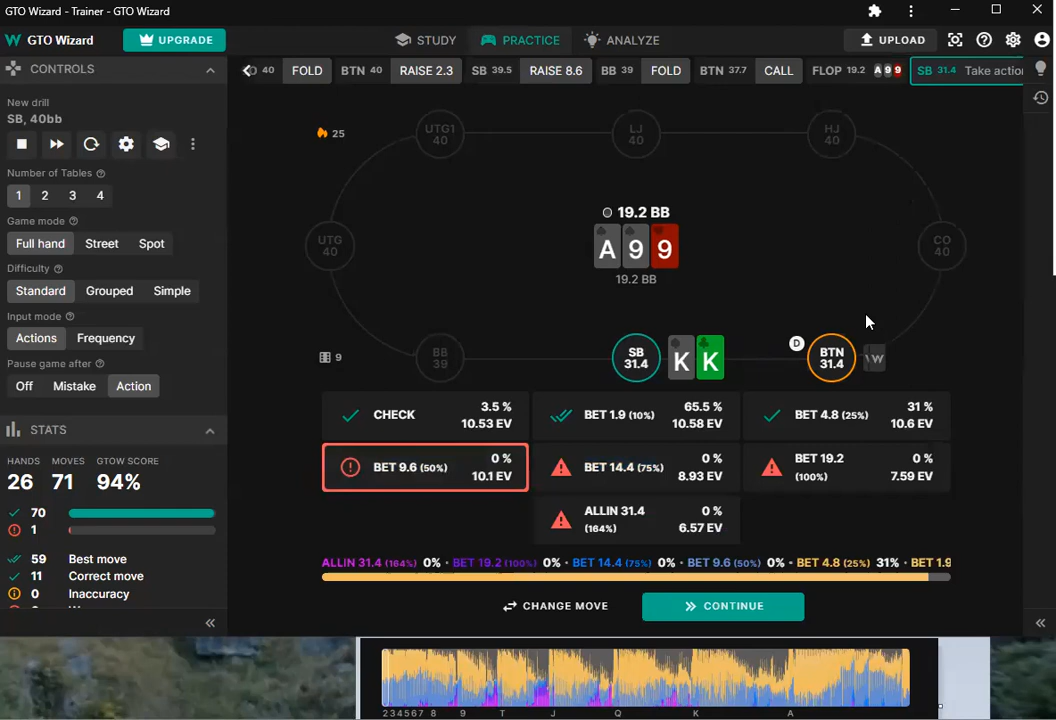 GTO Wizard - Trainer - GTO Wizard
GTO Wizard
UPGRADE
STUDY
PRACTICE
ANALYZE
UPLOAD
CONTROLS
40 FOLD BTN 40 RAISE 2.3 SB 39.5 RAISE 8.6 BB 39 FOLD BTN 37.7 CALL FLOP 19.2 A 9 9 SB 31.4 Take action
New drill
SB, 40bb
Number of Tables
1 2 3 4
Game mode
Full hand Street Spot
Difficulty
Standard Grouped Simple
Input mode
Actions Frequency
Pause game after
Off Mistake Action
STATS
HANDS MOVES GTOW SCORE
26 71 94%
70
1
59 Best move
11 Correct move
0 Inaccuracy
25
UTG1
40
LJ
40
HJ
40
UTG
40
19.2 BB
A 9 9
19.2 BB
CO
40
9
BB
39
SB
31.4
K K
D
BTN
31.4
W
CHECK 3.5 %
10.53 EV
BET 1.9 (10%) 65.5 %
10.58 EV
BET 4.8 (25%) 31 %
10.6 EV
BET 9.6 (50%) 0 %
10.1 EV
BET 14.4 (75%) 0 %
8.93 EV
BET 19.2 0 %
(100%) 7.59 EV
ALLIN 31.4 0 %
(164%) 6.57 EV
ALLIN 31.4 (164%) 0% · BET 19.2 (100%) 0% · BET 14.4 (75%) 0% · BET 9.6 (50%) 0% · BET 4.8 (25%) 31% · BET 1.9
CHANGE MOVE
CONTINUE
2 3 4 5 6 7 8 9 T J Q K A